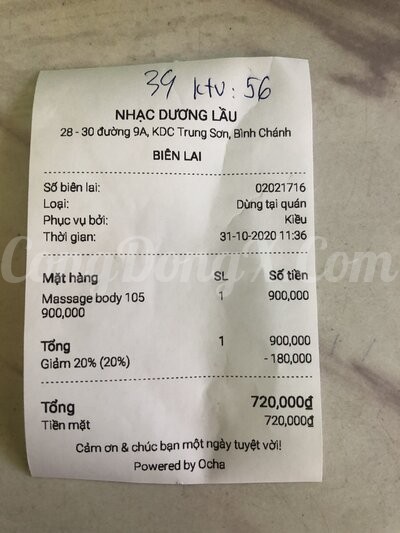 39 ktv : 56
NHẠC DƯƠNG LẦU
28 - 30 đường 9A, KDC Trung Sơn, Bình Chánh
BIÊN LAI
Số biên lai: 02021716
Loại: Dùng tại quán
Phục vụ bởi: Kiều
Thời gian: 31-10-2020 11:36
CongDongX.Com
Mặt hàng SL Số tiền
Massage body 105 1 900,000
900,000
Tổng 1 900,000
Giảm 20% (20%) - 180,000
Tổng 720,000₫
Tiền mặt 720,000₫
Cảm ơn & chúc bạn một ngày tuyệt vời!
Powered by Ocha